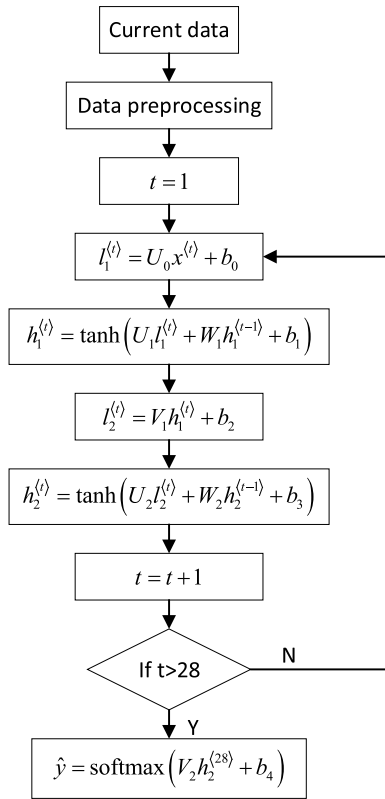 Current data
Data preprocessing
t = 1
l₁⟨ᵗ⟩ = U₀x⟨ᵗ⟩ + b₀
h₁⟨ᵗ⟩ = tanh(U₁l₁⟨ᵗ⟩ + W₁h₁⟨ᵗ⁻¹⟩ + b₁)
l₂⟨ᵗ⟩ = V₁h₁⟨ᵗ⟩ + b₂
h₂⟨ᵗ⟩ = tanh(U₂l₂⟨ᵗ⟩ + W₂h₂⟨ᵗ⁻¹⟩ + b₃)
t = t + 1
If t>28
N
Y
ŷ = softmax(V₂h₂⟨²⁸⟩ + b₄)